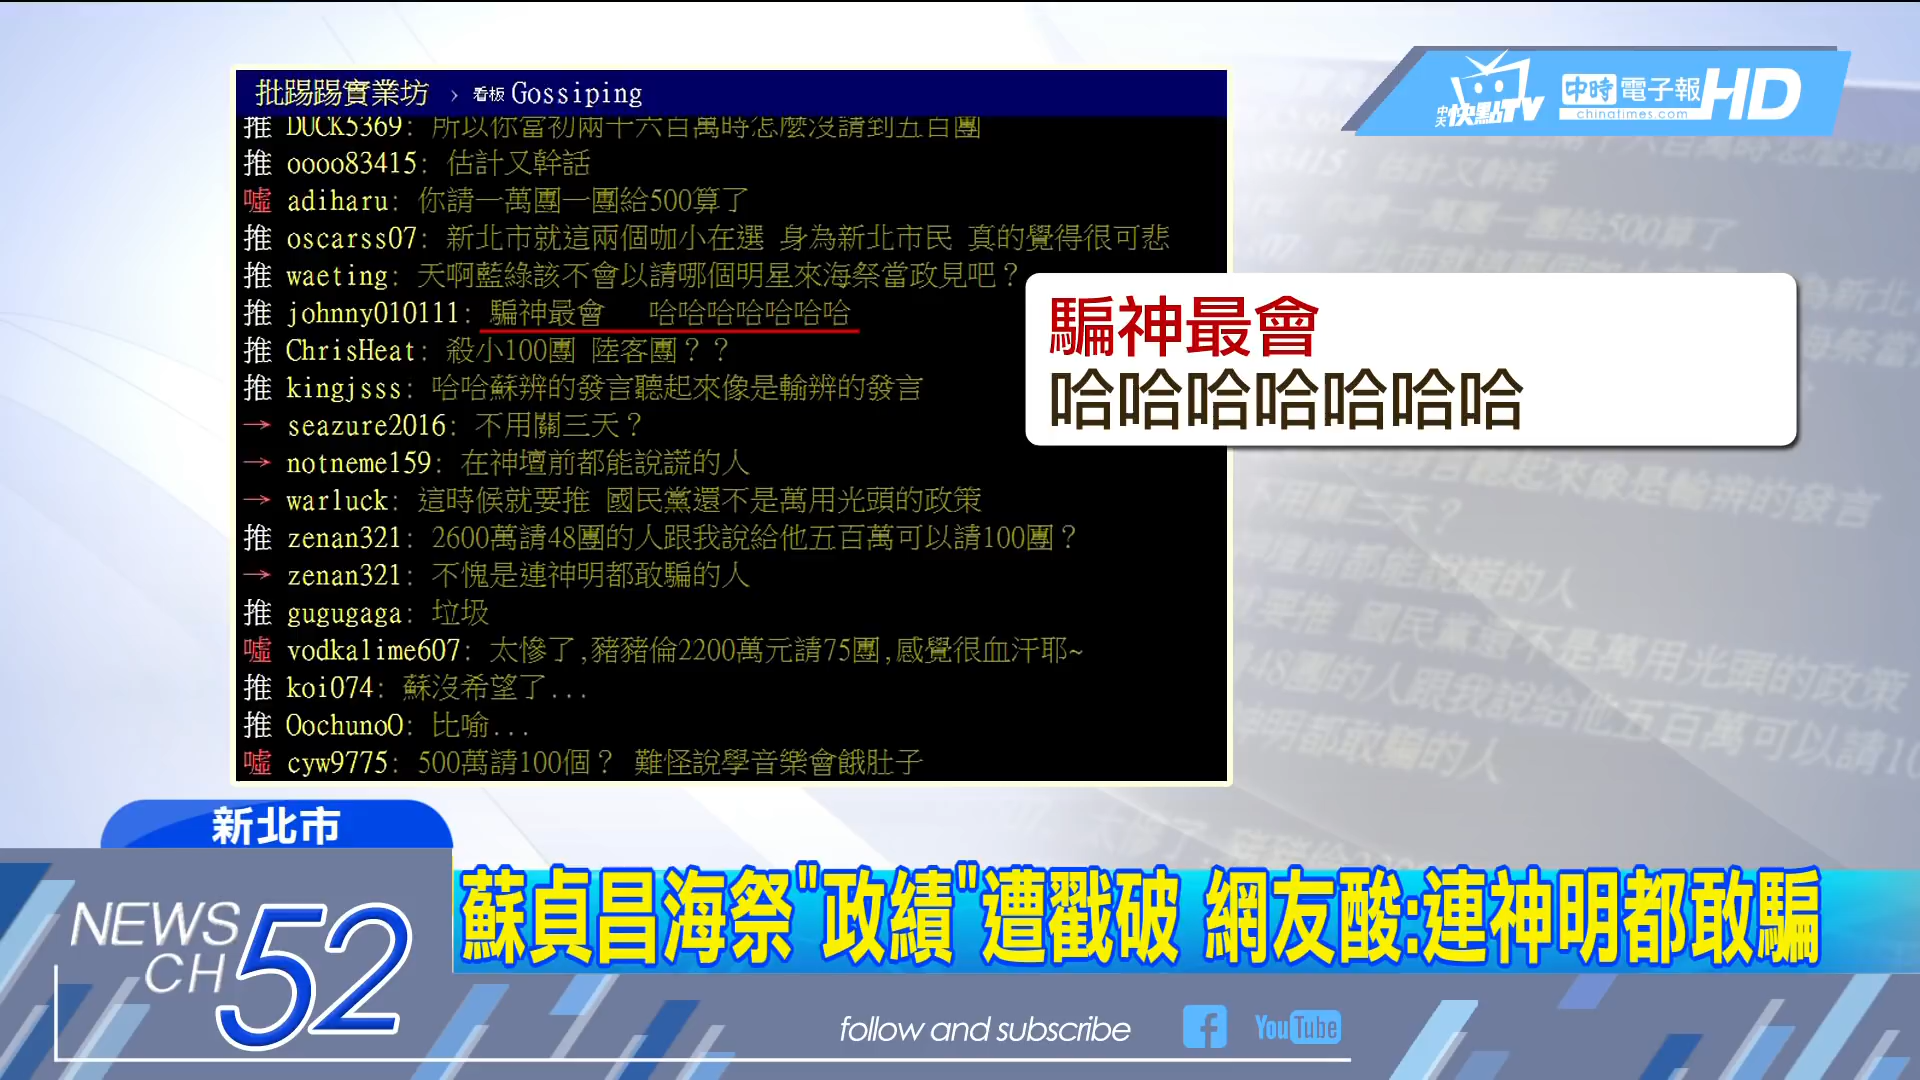 批踢踢實業坊 › 看板 Gossiping
推 DUCK5369: 所以你當初兩千六百萬時怎麼沒請到五百團
推 oooo83415: 估計又幹話
噓 adiharu: 你請一萬團一團給500算了
推 oscarss07: 新北市就這兩個咖小在選 身為新北市民 真的覺得很可悲
推 waeting: 天啊藍綠該不會以請哪個明星來海祭當政見吧？
推 johnny010111: 騙神最會 哈哈哈哈哈哈哈
推 ChrisHeat: 殺小100團 陸客團？？
推 kingjsss: 哈哈蘇辨的發言聽起來像是輸辨的發言
→ seazure2016: 不用關三天？
→ notneme159: 在神壇前都能說謊的人
→ warluck: 這時候就要推 國民黨還不是萬用光頭的政策
推 zenan321: 2600萬請48團的人跟我說給他五百萬可以請100團？
→ zenan321: 不愧是連神明都敢騙的人
推 gugugaga: 垃圾
噓 vodkalime607: 太慘了,豬豬倫2200萬元請75團,感覺很血汗耶~
推 koi074: 蘇沒希望了...
推 OochunoO: 比喻...
噓 cyw9775: 500萬請100個？ 難怪說學音樂會餓肚子
騙神最會
哈哈哈哈哈哈哈
中天快點TV 中時電子報 HD
chinatimes.com
新北市
蘇貞昌海祭"政績"遭戳破 網友酸:連神明都敢騙
NEWS
CH 52
follow and subscribe
f YouTube